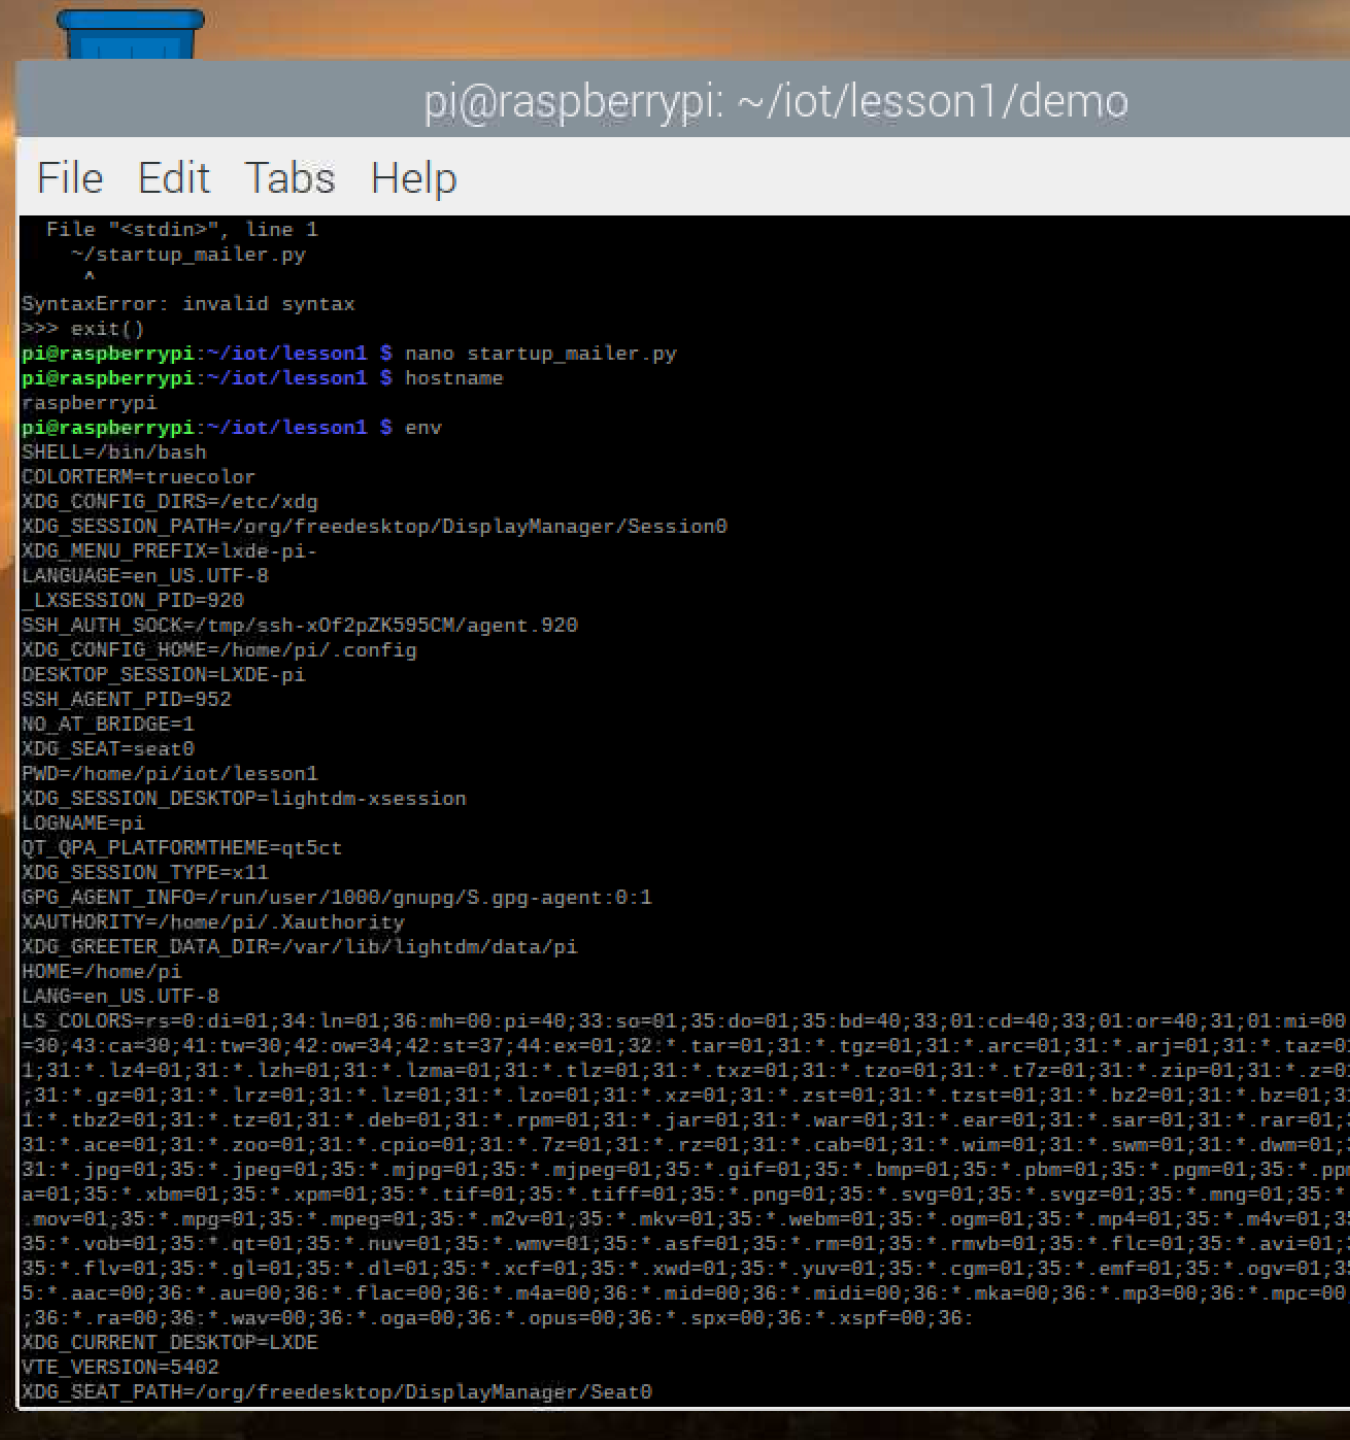 pi@raspberrypi: ~/iot/lesson1/demo
File Edit Tabs Help
  File "<stdin>", line 1
    ~/startup_mailer.py
     ^
SyntaxError: invalid syntax
>>> exit()
pi@raspberrypi:~/iot/lesson1 $ nano startup_mailer.py
pi@raspberrypi:~/iot/lesson1 $ hostname
raspberrypi
pi@raspberrypi:~/iot/lesson1 $ env
SHELL=/bin/bash
COLORTERM=truecolor
XDG_CONFIG_DIRS=/etc/xdg
XDG_SESSION_PATH=/org/freedesktop/DisplayManager/Session0
XDG_MENU_PREFIX=lxde-pi-
LANGUAGE=en_US.UTF-8
_LXSESSION_PID=920
SSH_AUTH_SOCK=/tmp/ssh-xOf2pZK595CM/agent.920
XDG_CONFIG_HOME=/home/pi/.config
DESKTOP_SESSION=LXDE-pi
SSH_AGENT_PID=952
NO_AT_BRIDGE=1
XDG_SEAT=seat0
PWD=/home/pi/iot/lesson1
XDG_SESSION_DESKTOP=lightdm-xsession
LOGNAME=pi
QT_QPA_PLATFORMTHEME=qt5ct
XDG_SESSION_TYPE=x11
GPG_AGENT_INFO=/run/user/1000/gnupg/S.gpg-agent:0:1
XAUTHORITY=/home/pi/.Xauthority
XDG_GREETER_DATA_DIR=/var/lib/lightdm/data/pi
HOME=/home/pi
LANG=en_US.UTF-8
LS_COLORS=rs=0:di=01;34:ln=01;36:mh=00:pi=40;33:so=01;35:do=01;35:bd=40;33;01:cd=40;33;01:or=40;31;01:mi=00
=30;43:ca=30;41:tw=30;42:ow=34;42:st=37;44:ex=01;32:*.tar=01;31:*.tgz=01;31:*.arc=01;31:*.arj=01;31:*.taz=01
1;31:*.lz4=01;31:*.lzh=01;31:*.lzma=01;31:*.tlz=01;31:*.txz=01;31:*.tzo=01;31:*.t7z=01;31:*.zip=01;31:*.z=01
;31:*.gz=01;31:*.lrz=01;31:*.lz=01;31:*.lzo=01;31:*.xz=01;31:*.zst=01;31:*.tzst=01;31:*.bz2=01;31:*.bz=01;31
1:*.tbz2=01;31:*.tz=01;31:*.deb=01;31:*.rpm=01;31:*.jar=01;31:*.war=01;31:*.ear=01;31:*.sar=01;31:*.rar=01;3
31:*.ace=01;31:*.zoo=01;31:*.cpio=01;31:*.7z=01;31:*.rz=01;31:*.cab=01;31:*.wim=01;31:*.swm=01;31:*.dwm=01;3
31:*.jpg=01;35:*.jpeg=01;35:*.mjpg=01;35:*.mjpeg=01;35:*.gif=01;35:*.bmp=01;35:*.pbm=01;35:*.pgm=01;35:*.ppm
a=01;35:*.xbm=01;35:*.xpm=01;35:*.tif=01;35:*.tiff=01;35:*.png=01;35:*.svg=01;35:*.svgz=01;35:*.mng=01;35:*
.mov=01;35:*.mpg=01;35:*.mpeg=01;35:*.m2v=01;35:*.mkv=01;35:*.webm=01;35:*.ogm=01;35:*.mp4=01;35:*.m4v=01;35
35:*.vob=01;35:*.qt=01;35:*.nuv=01;35:*.wmv=01;35:*.asf=01;35:*.rm=01;35:*.rmvb=01;35:*.flc=01;35:*.avi=01;3
35:*.flv=01;35:*.gl=01;35:*.dl=01;35:*.xcf=01;35:*.xwd=01;35:*.yuv=01;35:*.cgm=01;35:*.emf=01;35:*.ogv=01;35
5:*.aac=00;36:*.au=00;36:*.flac=00;36:*.m4a=00;36:*.mid=00;36:*.midi=00;36:*.mka=00;36:*.mp3=00;36:*.mpc=00
;36:*.ra=00;36:*.wav=00;36:*.oga=00;36:*.opus=00;36:*.spx=00;36:*.xspf=00;36:
XDG_CURRENT_DESKTOP=LXDE
VTE_VERSION=5402
XDG_SEAT_PATH=/org/freedesktop/DisplayManager/Seat0